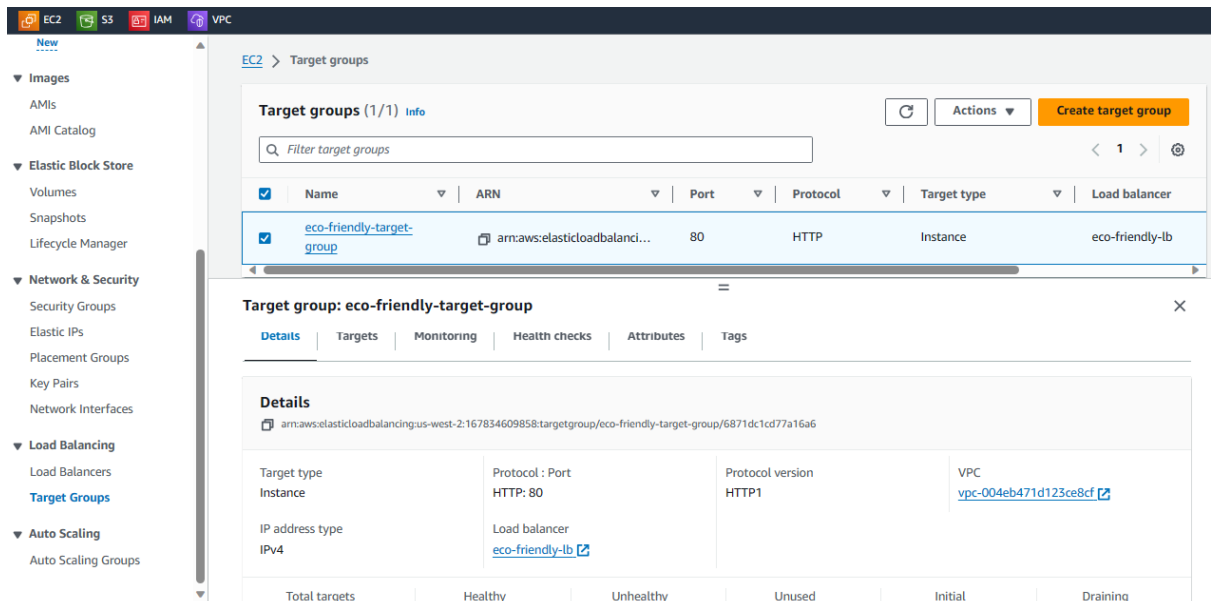 EC2 S3 IAM VPC
New
Images
AMIs
AMI Catalog
Elastic Block Store
Volumes
Snapshots
Lifecycle Manager
Network & Security
Security Groups
Elastic IPs
Placement Groups
Key Pairs
Network Interfaces
Load Balancing
Load Balancers
Target Groups
Auto Scaling
Auto Scaling Groups
EC2 > Target groups
Target groups (1/1) Info
Actions
Create target group
Filter target groups
1
Name ARN Port Protocol Target type Load balancer
eco-friendly-target-
group
arn:aws:elasticloadbalanci... 80 HTTP Instance eco-friendly-lb
Target group: eco-friendly-target-group
Details Targets Monitoring Health checks Attributes Tags
Details
arn:aws:elasticloadbalancing:us-west-2:167834609858:targetgroup/eco-friendly-target-group/6871dc1cd77a16a6
Target type Protocol : Port Protocol version VPC
Instance HTTP: 80 HTTP1 vpc-004eb471d123ce8cf
IP address type Load balancer
IPv4 eco-friendly-lb
Total targets Healthy Unhealthy Unused Initial Draining